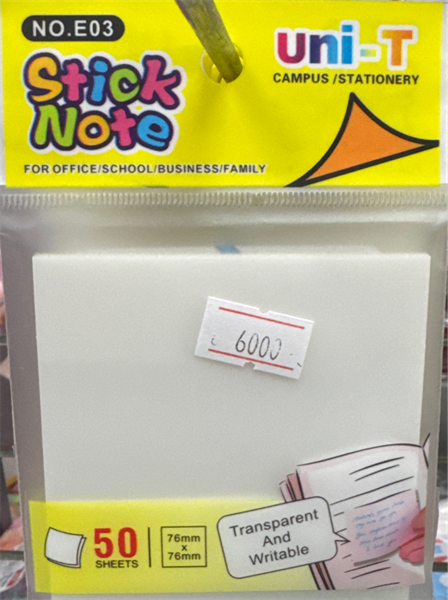 NO.E03
Stick
Note
uni-T
CAMPUS /STATIONERY
FOR OFFICE/SCHOOL/BUSINESS/FAMILY
6000
50
SHEETS
76mm
x
76mm
Transparent
And
Writable